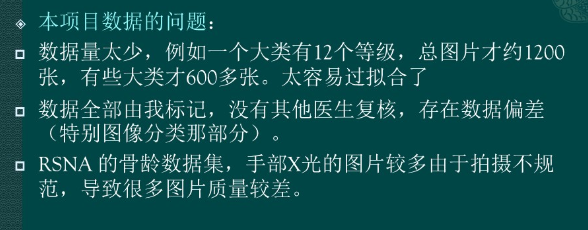 本项目数据的问题：
数据量太少，例如一个大类有12个等级，总图片才约1200
张，有些大类才600多张。太容易过拟合了
数据全部由我标记，没有其他医生复核，存在数据偏差
（特别图像分类那部分）。
RSNA 的骨龄数据集，手部X光的图片较多由于拍摄不规
范，导致很多图片质量较差。